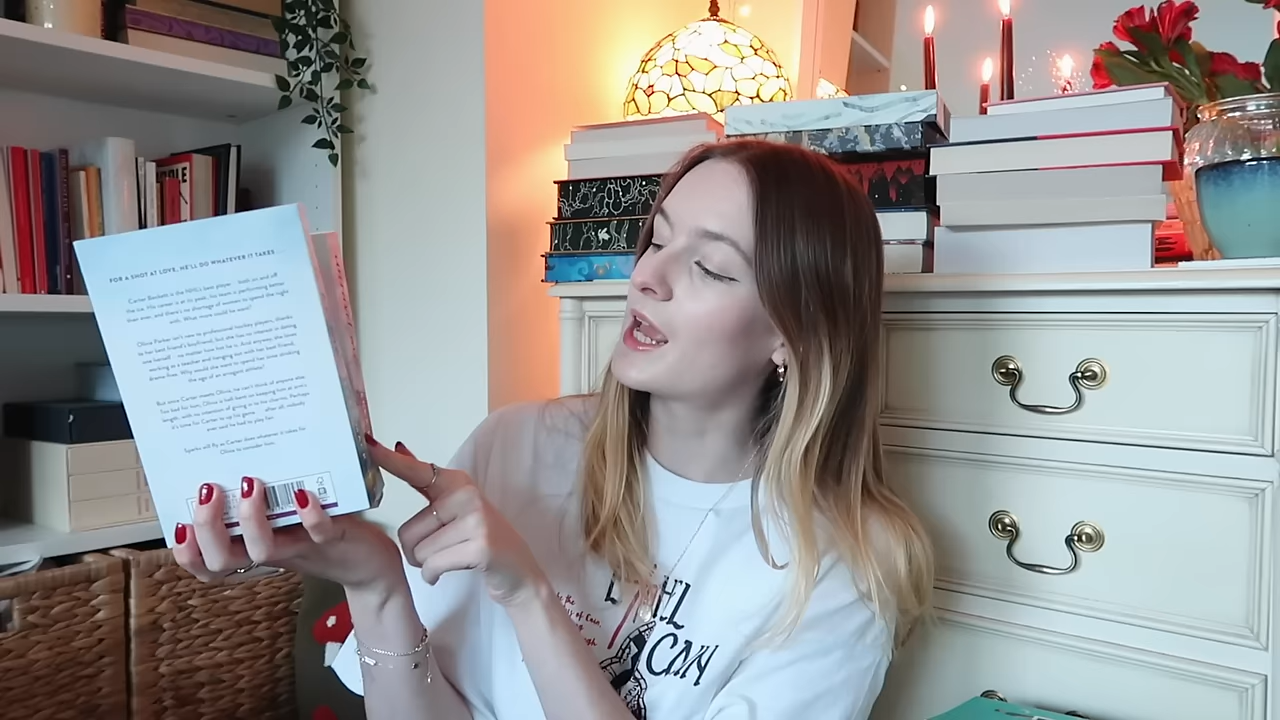 FOR A SHOT AT LOVE, HE'LL DO WHATEVER IT TAKES
Carter Beckett is the NHL's best player – both on and off
the ice. His career is at its peak, his team is performing better
than ever, and there's no shortage of women to spend the night
with. What more could he want?
Olivia Parker isn't new to professional hockey players, thanks
to her best friend's boyfriend, but she has no interest in dating
one herself – no matter how hot he is. And anyway, she loves
working as a teacher and hanging out with her best friend,
drama free. Why would she want to spend her time stroking
the ego of an arrogant athlete?
But once Carter meets Olivia, he can't think of anyone else.
Too bad for him, Olivia is hell bent on keeping him at arm's
length, with no intention of giving in to his charms. Perhaps
it's time for Carter to up his game . . . after all, nobody
ever said he had to play fair.
Sparks will fly as Carter does whatever it takes for
Olivia to consider him.